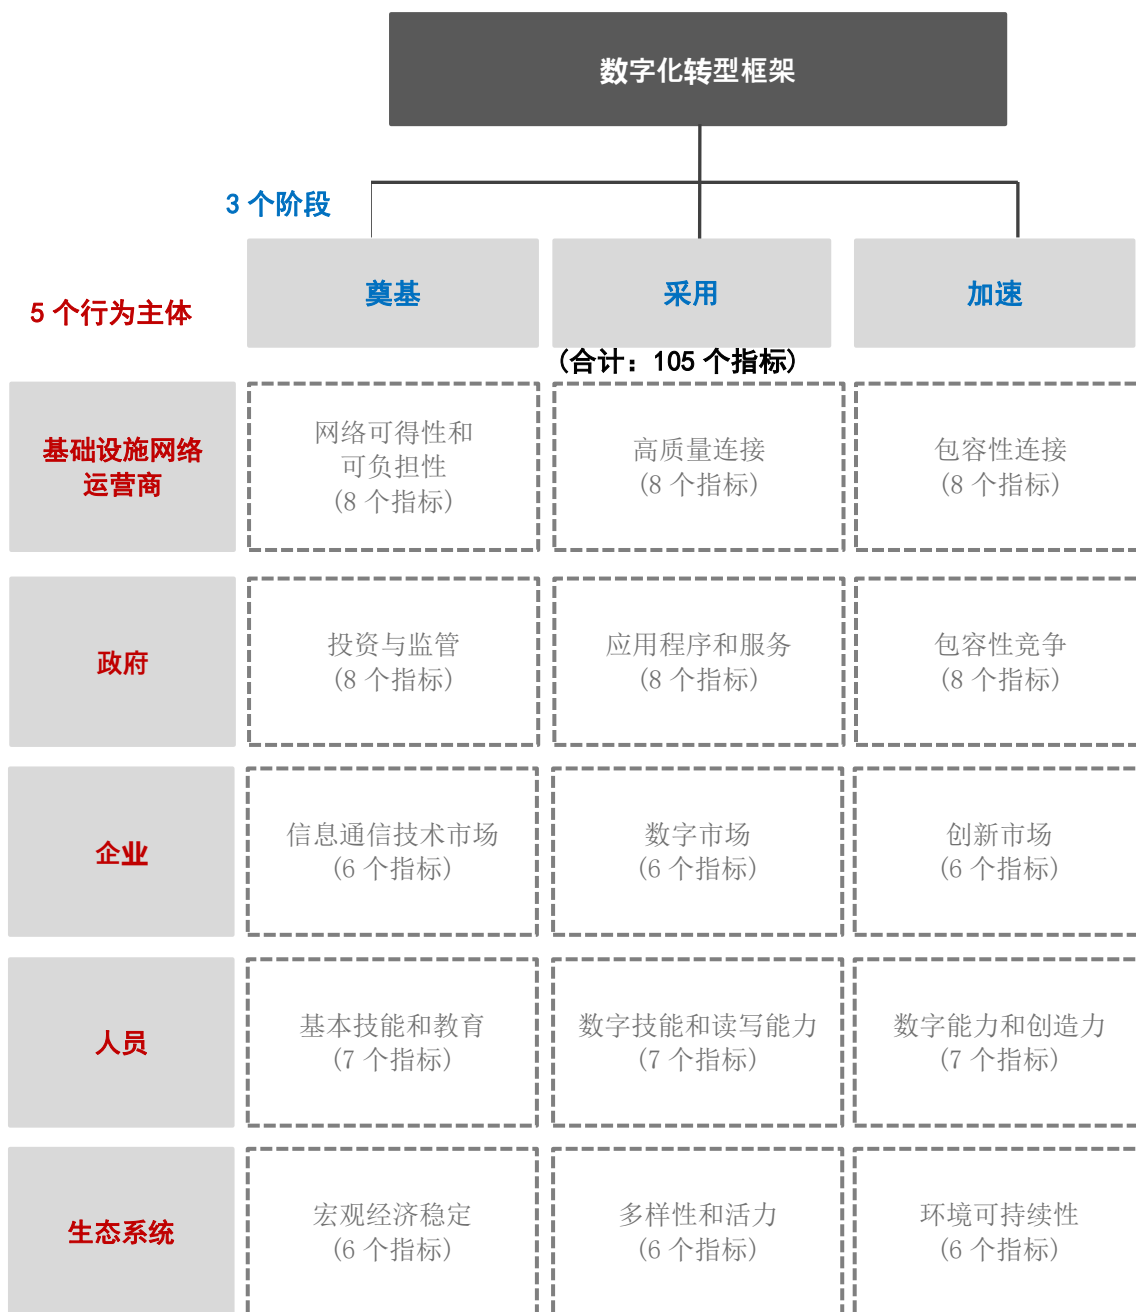 数字化转型框架
3 个阶段
奠基
采用
加速
5 个行为主体
(合计：105 个指标)
基础设施网络
运营商
网络可得性和
可负担性
(8 个指标)
高质量连接
(8 个指标)
包容性连接
(8 个指标)
政府
投资与监管
(8 个指标)
应用程序和服务
(8 个指标)
包容性竞争
(8 个指标)
企业
信息通信技术市场
(6 个指标)
数字市场
(6 个指标)
创新市场
(6 个指标)
人员
基本技能和教育
(7 个指标)
数字技能和读写能力
(7 个指标)
数字能力和创造力
(7 个指标)
生态系统
宏观经济稳定
(6 个指标)
多样性和活力
(6 个指标)
环境可持续性
(6 个指标)